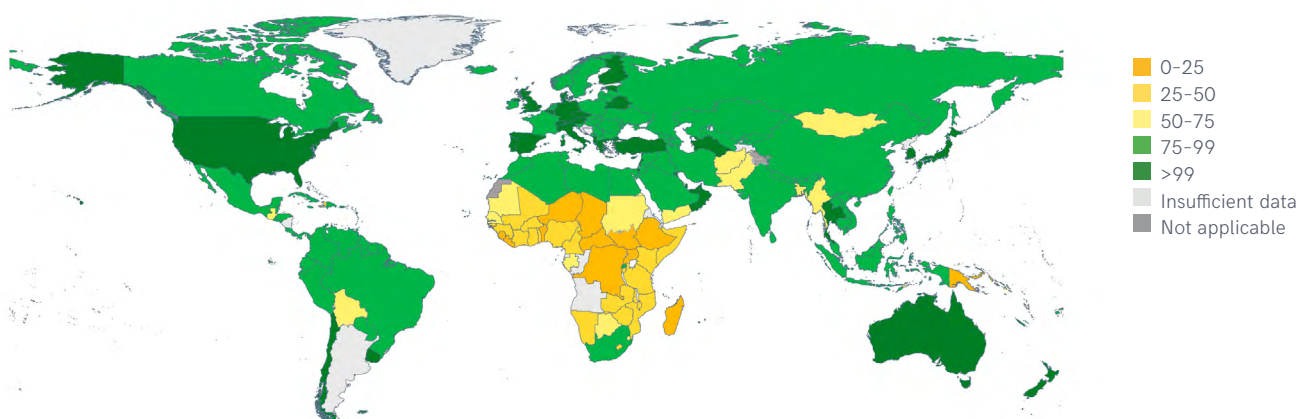 0-25
25-50
50-75
75-99
>99
Insufficient data
Not applicable